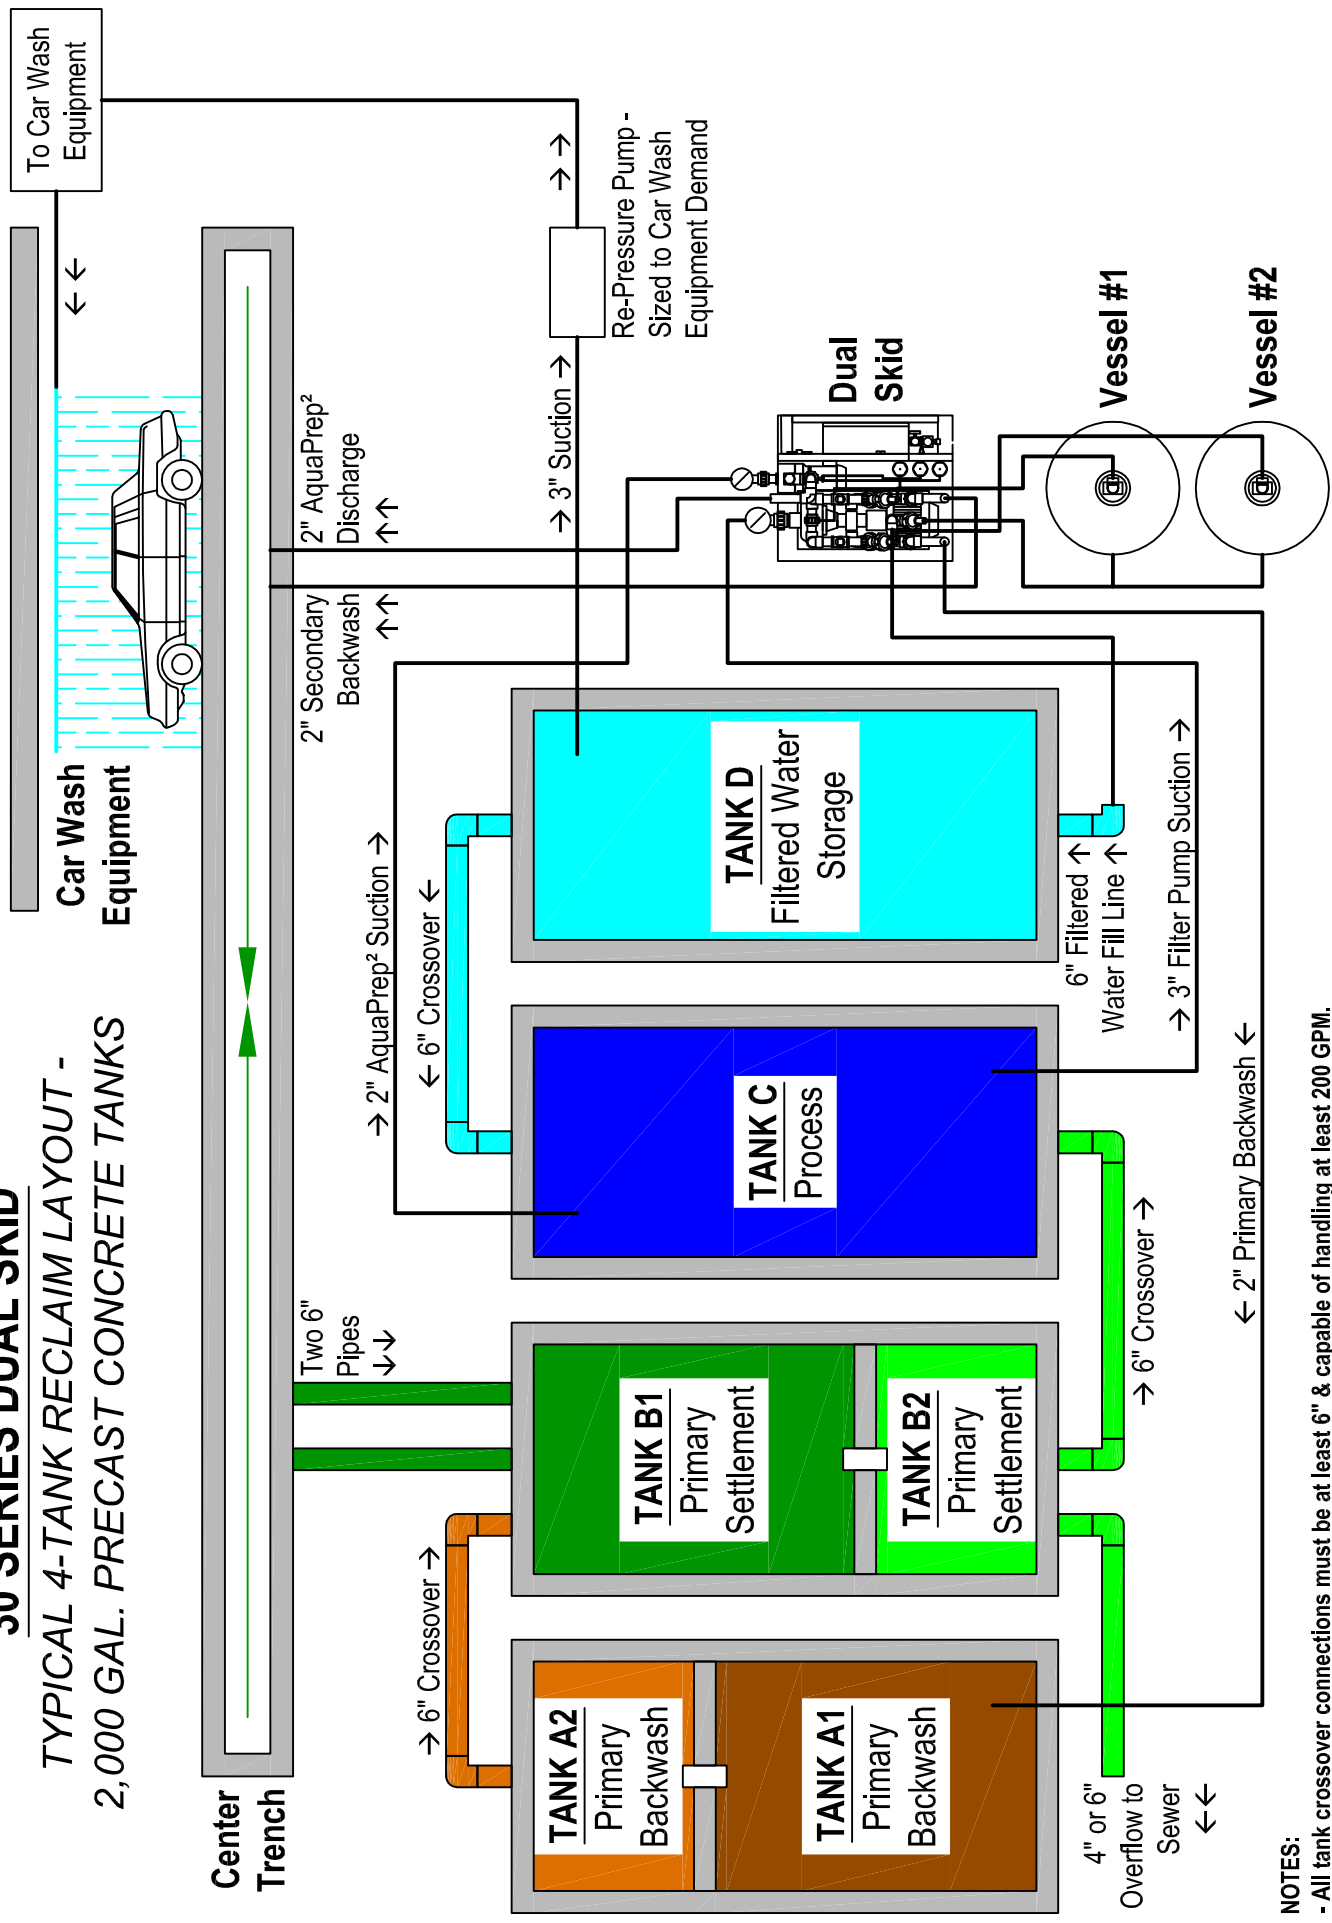 30 SERIES DUAL SKID
TYPICAL 4-TANK RECLAIM LAYOUT -
2,000 GAL. PRECAST CONCRETE TANKS
Car Wash
Equipment
To Car Wash
Equipment
← ←
← ←
Center
Trench
Two 6"
Pipes
↓↓
2" Secondary
Backwash
↑↑
2" AquaPrep² 
Discharge
↑↑
→ 2" AquaPrep² Suction →
← 6" Crossover ←
→ 6" Crossover →
→ 3" Suction →
→ →
→ →
Re-Pressure Pump -
Sized to Car Wash
Equipment Demand
TANK A2
Primary
Backwash
TANK A1
Primary
Backwash
TANK B1
Primary
Settlement
TANK B2
Primary
Settlement
TANK C
Process
TANK D
Filtered Water
Storage
Dual
Skid
Vessel #1
Vessel #2
6" Filtered →
Water Fill Line →
→ 3" Filter Pump Suction →
→ 6" Crossover →
← 2" Primary Backwash ←
4" or 6"
Overflow to
Sewer
←←
NOTES:
- All tank crossover connections must be at least 6" & capable of handling at least 200 GPM.